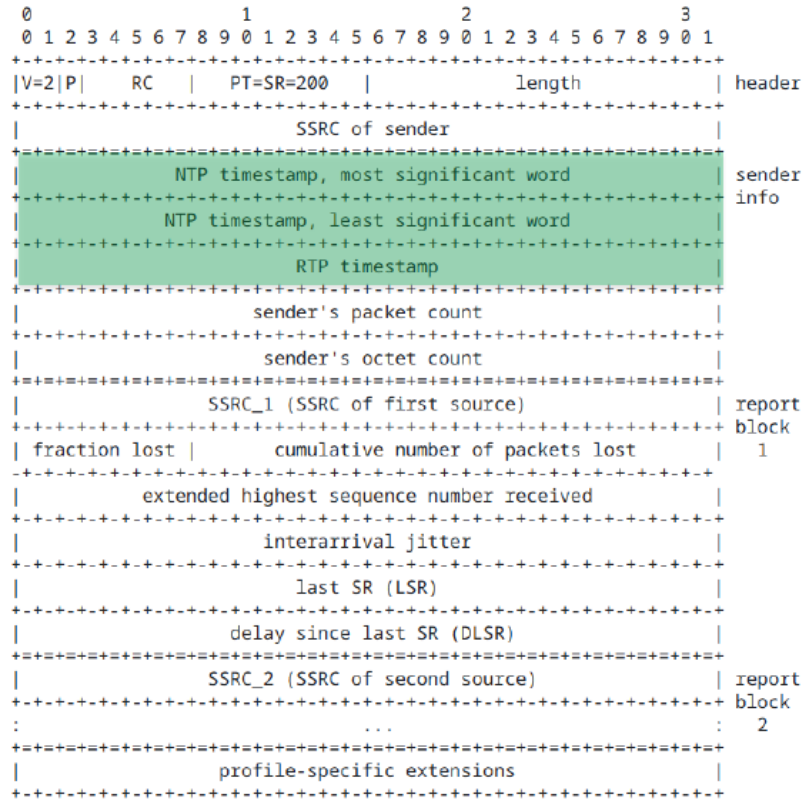 0                   1                   2                   3
0 1 2 3 4 5 6 7 8 9 0 1 2 3 4 5 6 7 8 9 0 1 2 3 4 5 6 7 8 9 0 1
+-+-+-+-+-+-+-+-+-+-+-+-+-+-+-+-+-+-+-+-+-+-+-+-+-+-+-+-+-+-+-+-+
|V=2|P|    RC   |   PT=SR=200   |             length            | header
+-+-+-+-+-+-+-+-+-+-+-+-+-+-+-+-+-+-+-+-+-+-+-+-+-+-+-+-+-+-+-+-+
|                         SSRC of sender                        |
+=+=+=+=+=+=+=+=+=+=+=+=+=+=+=+=+=+=+=+=+=+=+=+=+=+=+=+=+=+=+=+=+
|              NTP timestamp, most significant word             | sender
+-+-+-+-+-+-+-+-+-+-+-+-+-+-+-+-+-+-+-+-+-+-+-+-+-+-+-+-+-+-+-+-+ info
|             NTP timestamp, least significant word             |
+-+-+-+-+-+-+-+-+-+-+-+-+-+-+-+-+-+-+-+-+-+-+-+-+-+-+-+-+-+-+-+-+
|                         RTP timestamp                         |
+-+-+-+-+-+-+-+-+-+-+-+-+-+-+-+-+-+-+-+-+-+-+-+-+-+-+-+-+-+-+-+-+
|                     sender's packet count                     |
+-+-+-+-+-+-+-+-+-+-+-+-+-+-+-+-+-+-+-+-+-+-+-+-+-+-+-+-+-+-+-+-+
|                      sender's octet count                     |
+=+=+=+=+=+=+=+=+=+=+=+=+=+=+=+=+=+=+=+=+=+=+=+=+=+=+=+=+=+=+=+=+
|                 SSRC_1 (SSRC of first source)                 | report
+-+-+-+-+-+-+-+-+-+-+-+-+-+-+-+-+-+-+-+-+-+-+-+-+-+-+-+-+-+-+-+-+ block
| fraction lost |       cumulative number of packets lost       |   1
-+-+-+-+-+-+-+-+-+-+-+-+-+-+-+-+-+-+-+-+-+-+-+-+-+-+-+-+-+-+-+-+
|           extended highest sequence number received           |
+-+-+-+-+-+-+-+-+-+-+-+-+-+-+-+-+-+-+-+-+-+-+-+-+-+-+-+-+-+-+-+-+
|                      interarrival jitter                      |
+-+-+-+-+-+-+-+-+-+-+-+-+-+-+-+-+-+-+-+-+-+-+-+-+-+-+-+-+-+-+-+-+
|                         last SR (LSR)                         |
+-+-+-+-+-+-+-+-+-+-+-+-+-+-+-+-+-+-+-+-+-+-+-+-+-+-+-+-+-+-+-+-+
|                   delay since last SR (DLSR)                  |
+=+=+=+=+=+=+=+=+=+=+=+=+=+=+=+=+=+=+=+=+=+=+=+=+=+=+=+=+=+=+=+=+
|                 SSRC_2 (SSRC of second source)                | report
+-+-+-+-+-+-+-+-+-+-+-+-+-+-+-+-+-+-+-+-+-+-+-+-+-+-+-+-+-+-+-+-+ block
:                               ...                             :   2
+=+=+=+=+=+=+=+=+=+=+=+=+=+=+=+=+=+=+=+=+=+=+=+=+=+=+=+=+=+=+=+=+
|                  profile-specific extensions                  |
+-+-+-+-+-+-+-+-+-+-+-+-+-+-+-+-+-+-+-+-+-+-+-+-+-+-+-+-+-+-+-+-+